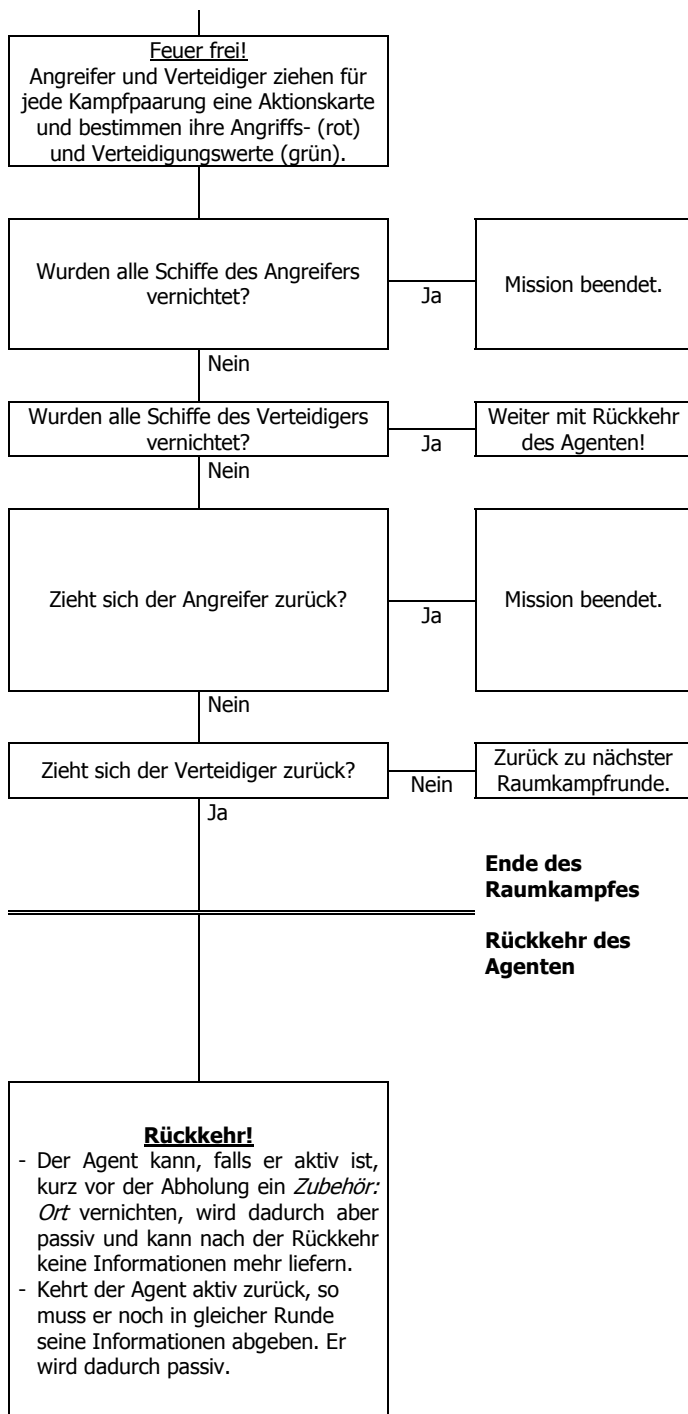 Feuer frei!
Angreifer und Verteidiger ziehen für
jede Kampfpaarung eine Aktionskarte
und bestimmen ihre Angriffs- (rot)
und Verteidigungswerte (grün).
Wurden alle Schiffe des Angreifers
vernichtet?
Ja
Mission beendet.
Nein
Wurden alle Schiffe des Verteidigers
vernichtet?
Ja
Weiter mit Rückkehr
des Agenten!
Nein
Zieht sich der Angreifer zurück?
Ja
Mission beendet.
Nein
Zieht sich der Verteidiger zurück?
Nein
Zurück zu nächster
Raumkampfrunde.
Ja
Ende des
Raumkampfes
Rückkehr des
Agenten
Rückkehr!
- Der Agent kann, falls er aktiv ist,
kurz vor der Abholung ein Zubehör:
Ort vernichten, wird dadurch aber
passiv und kann nach der Rückkehr
keine Informationen mehr liefern.
- Kehrt der Agent aktiv zurück, so
muss er noch in gleicher Runde
seine Informationen abgeben. Er
wird dadurch passiv.